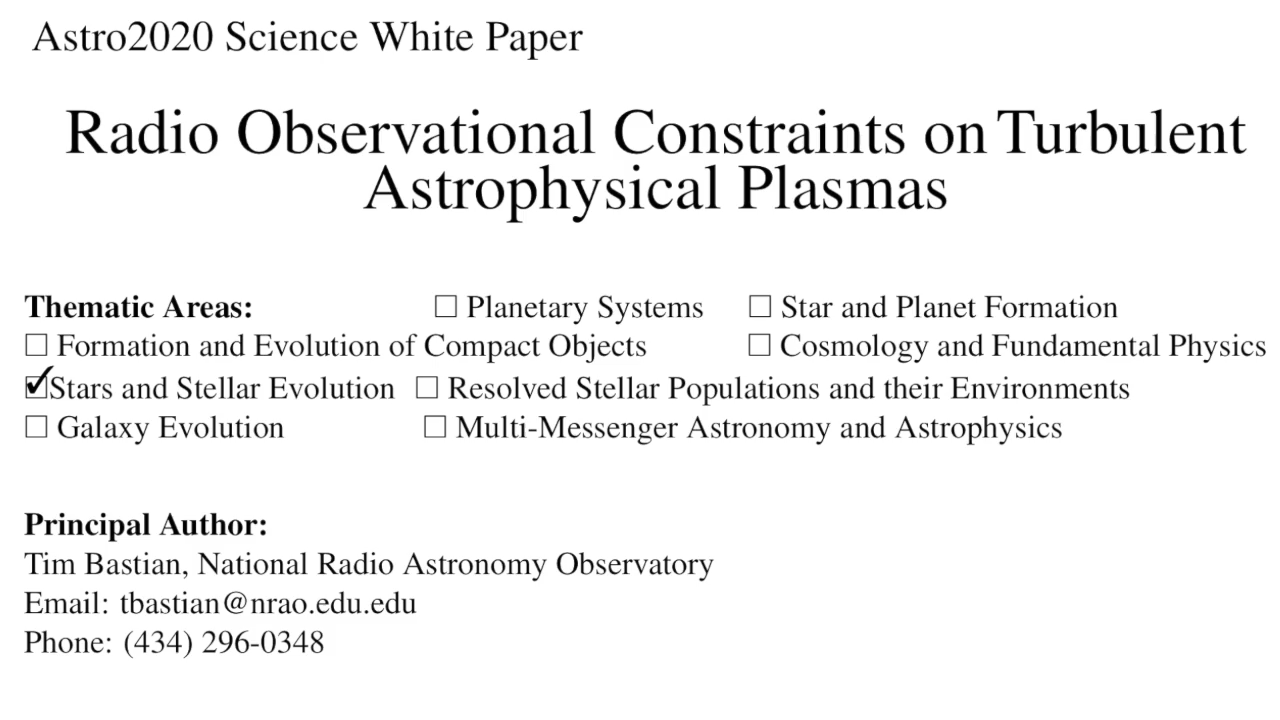 Astro2020 Science White Paper
Radio Observational Constraints on Turbulent
Astrophysical Plasmas
Thematic Areas: ☐ Planetary Systems ☐ Star and Planet Formation
☐ Formation and Evolution of Compact Objects ☐ Cosmology and Fundamental Physics
☑Stars and Stellar Evolution ☐ Resolved Stellar Populations and their Environments
☐ Galaxy Evolution ☐ Multi-Messenger Astronomy and Astrophysics
Principal Author:
Tim Bastian, National Radio Astronomy Observatory
Email: tbastian@nrao.edu.edu
Phone: (434) 296-0348